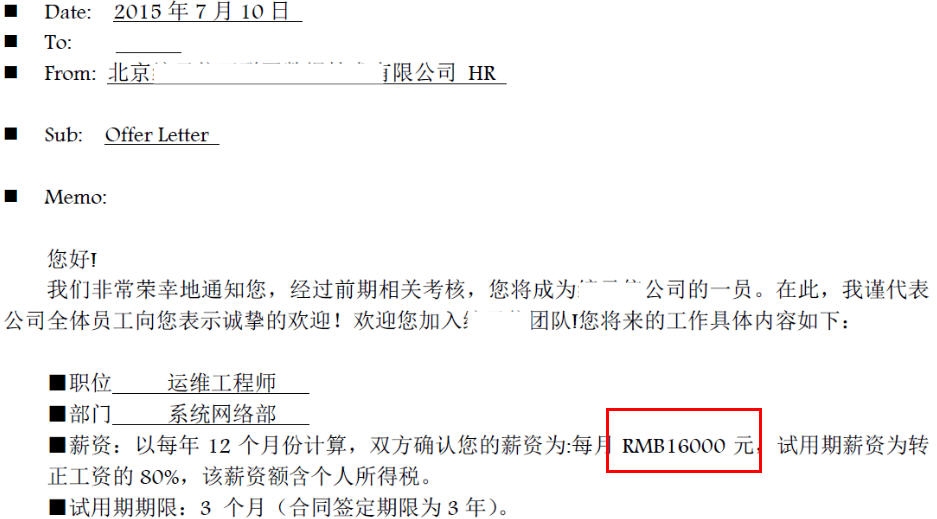 ■ Date: 2015 年 7 月 10 日
■ To:
■ From: 北京 有限公司 HR
■ Sub: Offer Letter
■ Memo:
您好!
我们非常荣幸地通知您，经过前期相关考核，您将成为 公司的一员。在此，我谨代表
公司全体员工向您表示诚挚的欢迎！欢迎您加入 团队!您将来的工作具体内容如下：
■职位 运维工程师
■部门 系统网络部
■薪资：以每年 12 个月份计算，双方确认您的薪资为:每月 RMB16000 元，试用期薪资为转
正工资的 80%，该薪资额含个人所得税。
■试用期期限：3 个月（合同签定期限为 3 年）。